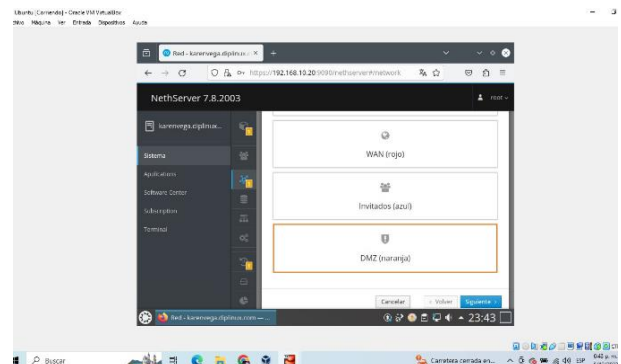 Ubuntu [Corriendo] - Oracle VM VirtualBox
Archivo Máquina Ver Entrada Dispositivos Ayuda
Red - karenvega.diplinux.c
https://192.168.10.20:9090/nethserver#/network
NethServer 7.8.2003
root
karenvega.diplinux...
Sistema
Applications
Software Center
Subscription
Terminal
WAN (rojo)
Invitados (azul)
DMZ (naranja)
Cancelar
Volver
Siguiente
Red - karenvega.diplinux.com —...
23:43
Buscar
Carretera cerrada en...
ESP